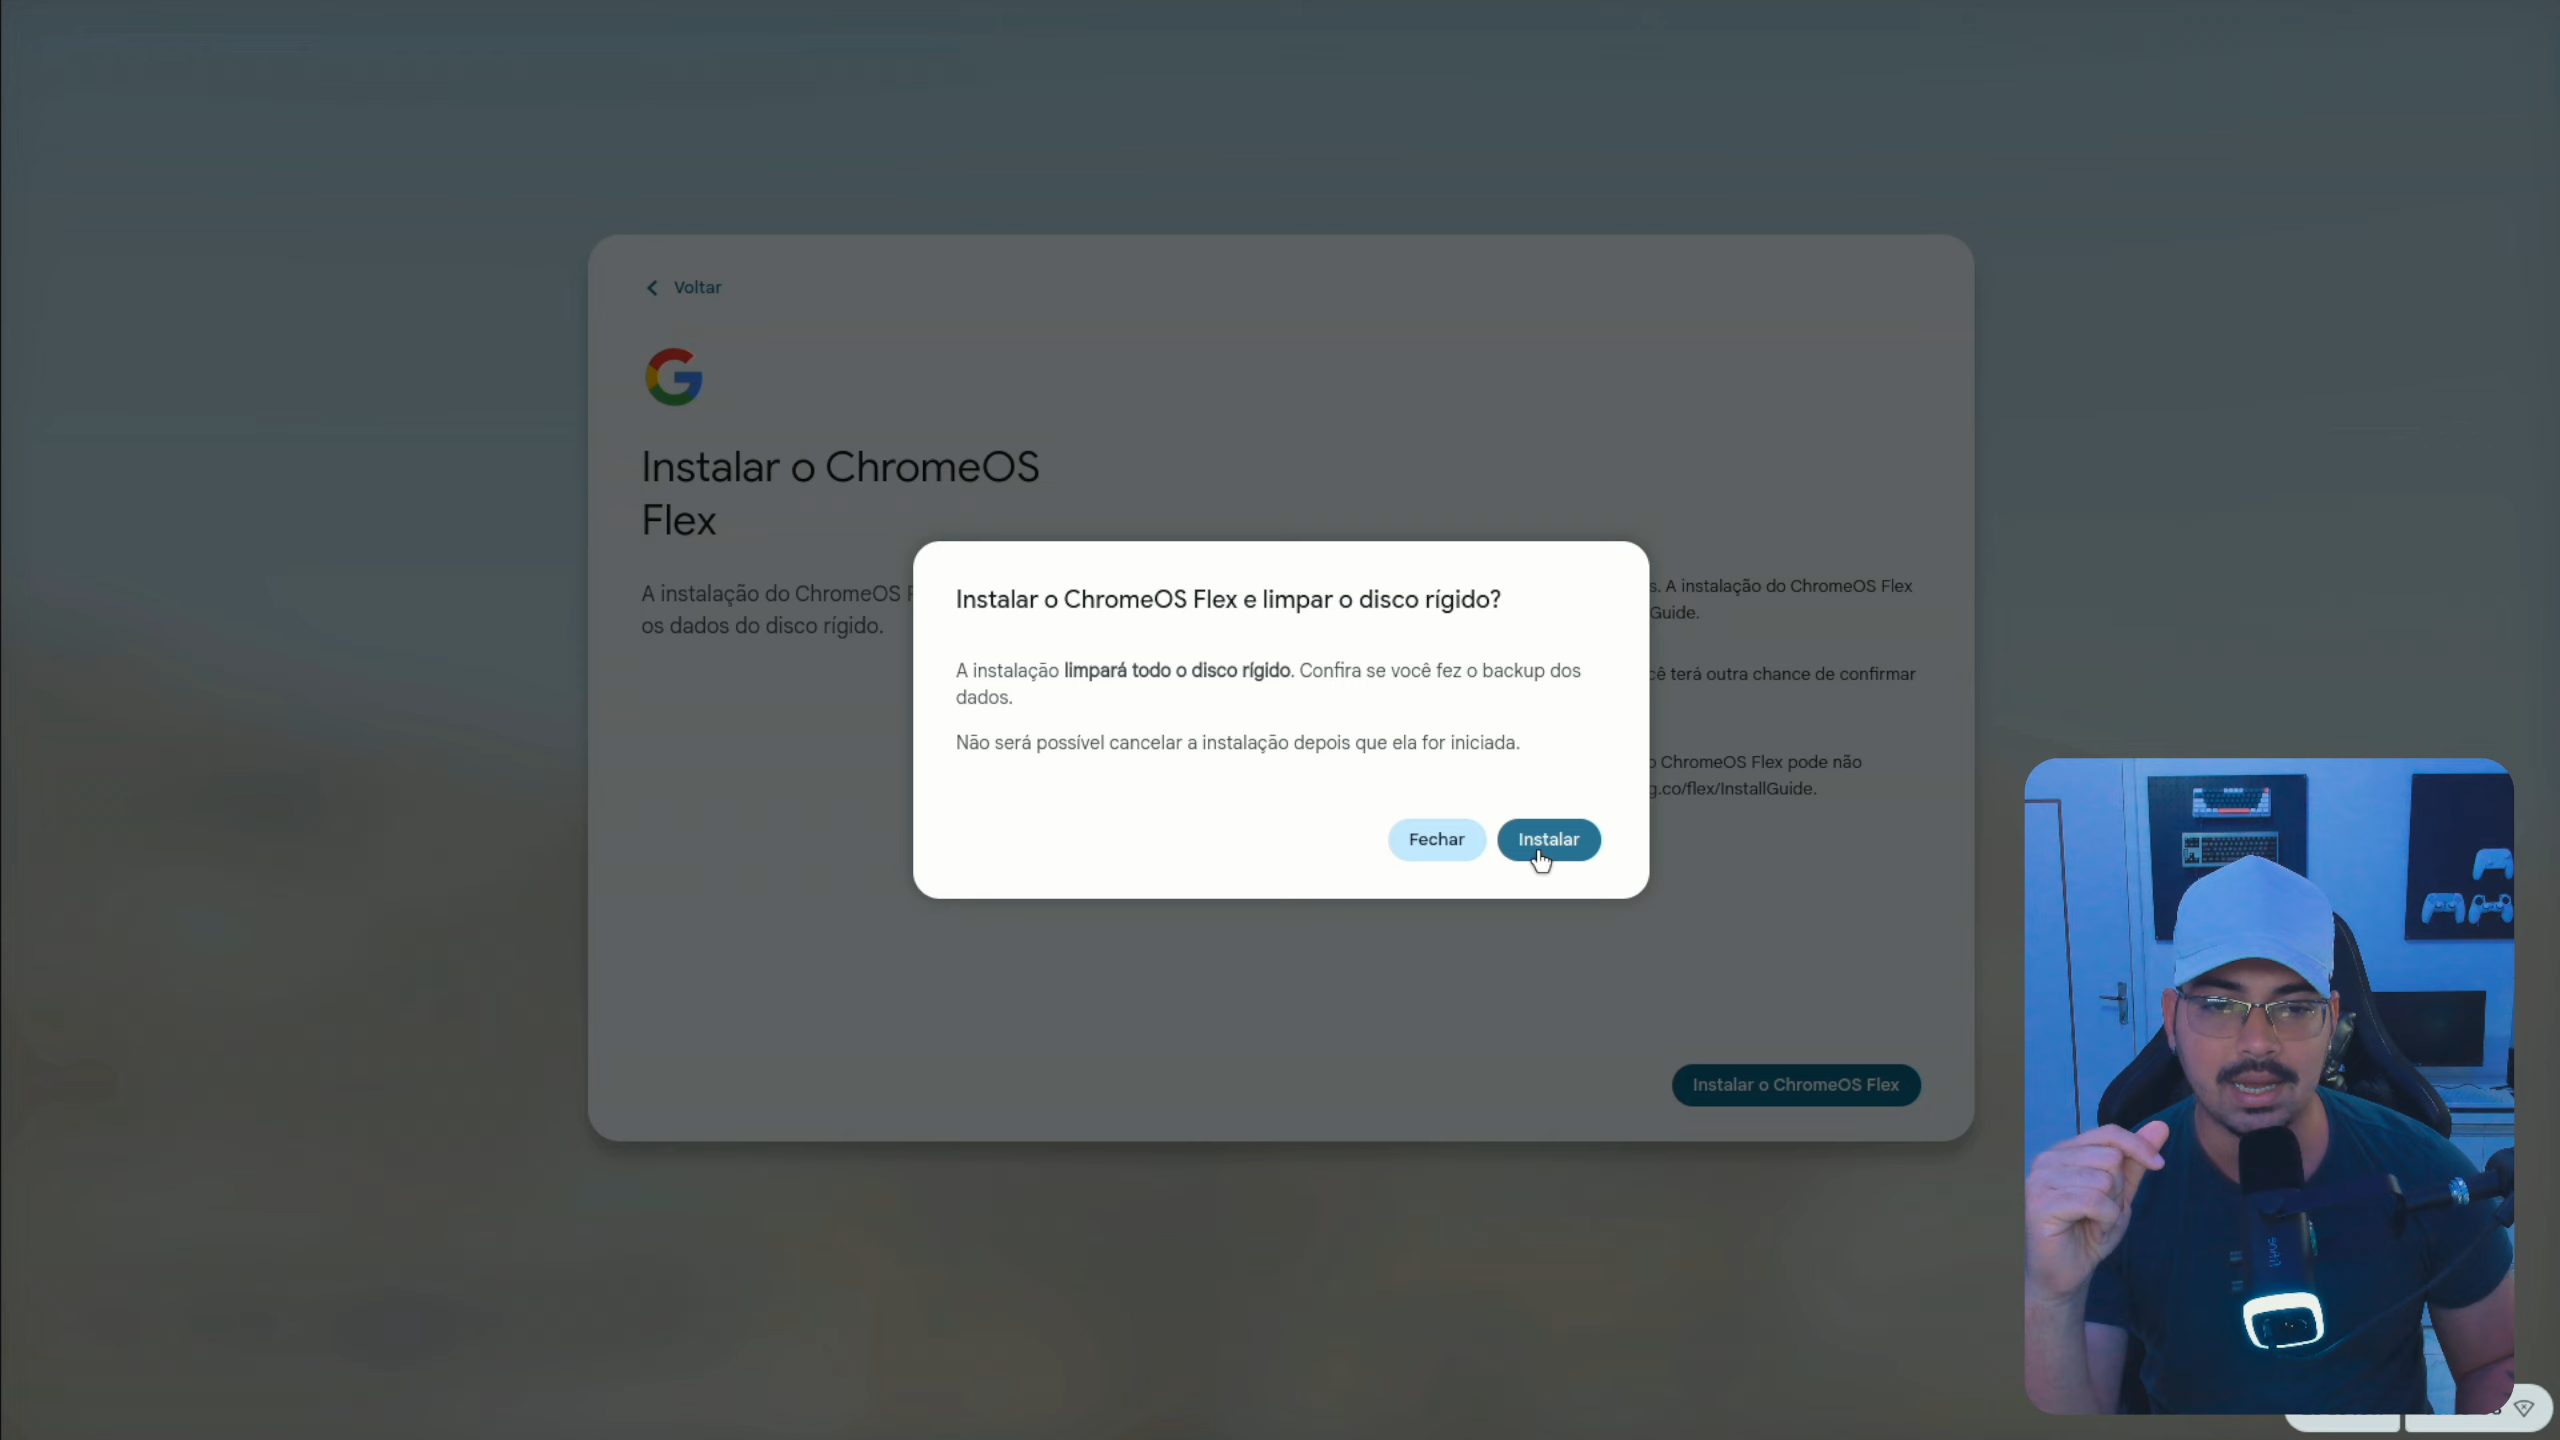 Voltar
Instalar o ChromeOS
Flex
A instalação do ChromeOS
os dados do disco rígido.
s. A instalação do ChromeOS Flex
Guide.
cê terá outra chance de confirmar
o ChromeOS Flex pode não
g.co/flex/InstallGuide.
Instalar o ChromeOS Flex e limpar o disco rígido?
A instalação limpará todo o disco rígido. Confira se você fez o backup dos
dados.
Não será possível cancelar a instalação depois que ela for iniciada.
Fechar
Instalar
Instalar o ChromeOS Flex